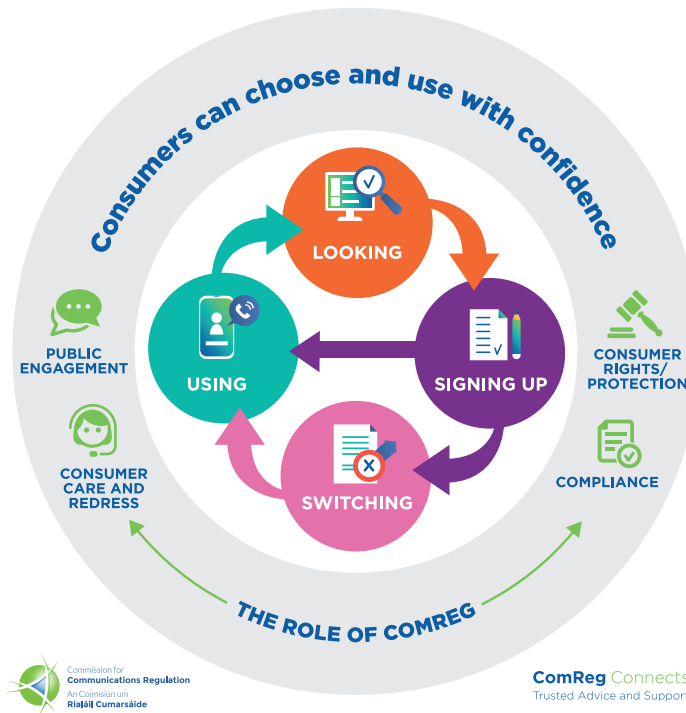 Consumers can choose and use with confidence
LOOKING
USING
SIGNING UP
SWITCHING
PUBLIC
ENGAGEMENT
CONSUMER
CARE AND
REDRESS
CONSUMER
RIGHTS/
PROTECTION
COMPLIANCE
THE ROLE OF COMREG
Commission for
Communications Regulation
An Coimisiún um
Rialáil Cumarsáide
ComReg Connects
Trusted Advice and Support